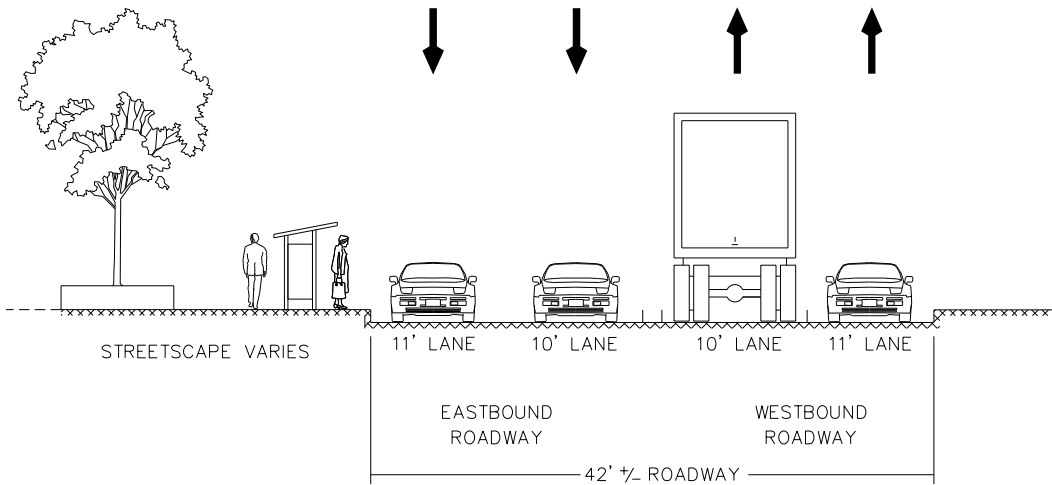 11' LANE
10' LANE
10' LANE
11' LANE
STREETSCAPE VARIES
EASTBOUND
ROADWAY
WESTBOUND
ROADWAY
42' +/- ROADWAY